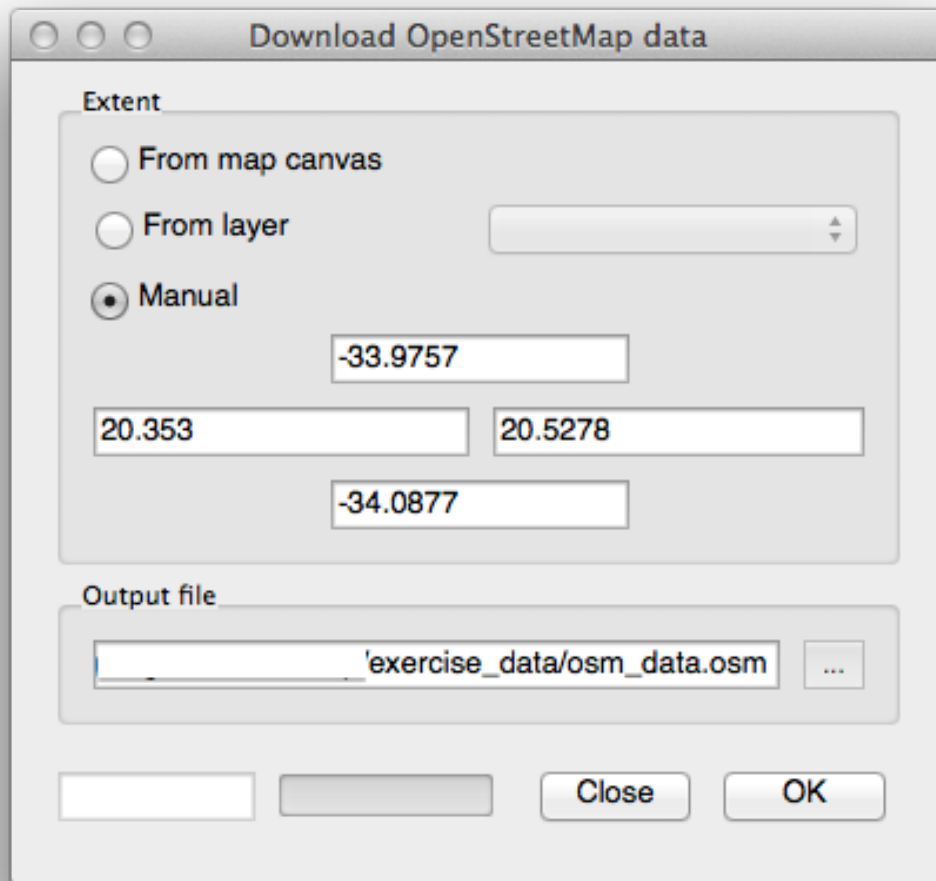 Download OpenStreetMap data
Extent
From map canvas
From layer
Manual
-33.9757
20.353 20.5278
-34.0877
Output file
/exercise_data/osm_data.osm ...
Close OK